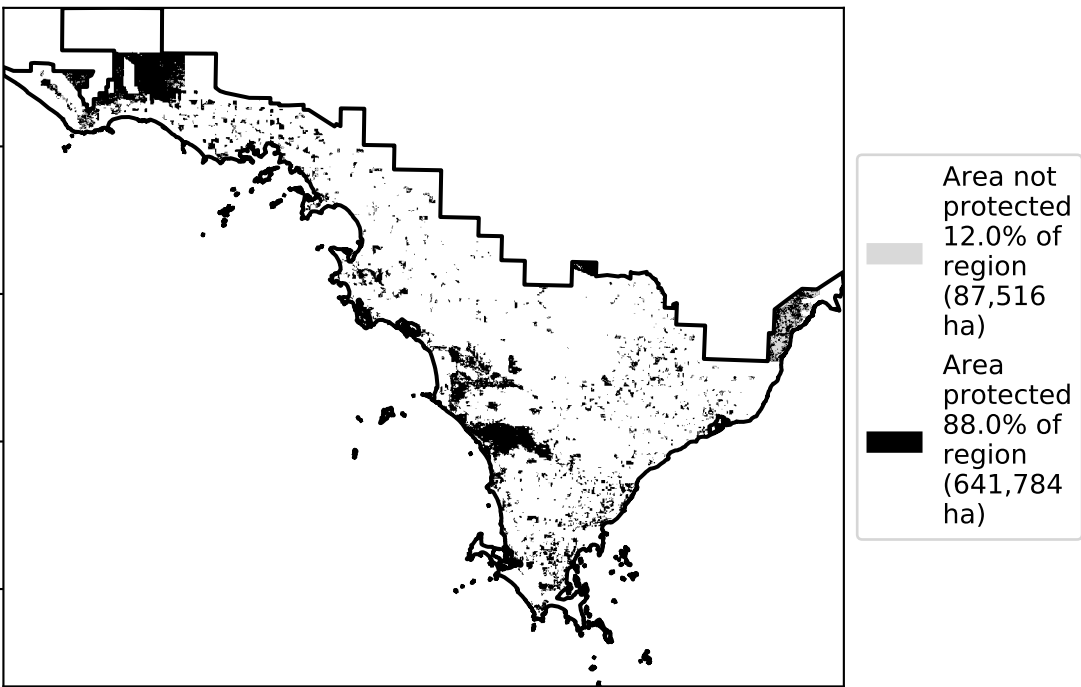 Area not
protected
12.0% of
region
(87,516
ha)
Area
protected
88.0% of
region
(641,784
ha)